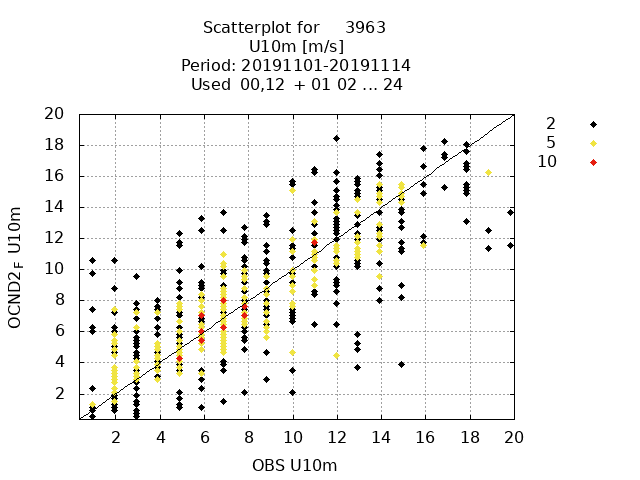 Scatterplot for 3963
U10m [m/s]
Period: 20191101-20191114
Used 00,12 + 01 02 ... 24
2
5
10
20
18
16
14
12
10
8
6
4
2
OCND2_F U10m
2 4 6 8 10 12 14 16 18 20
OBS U10m